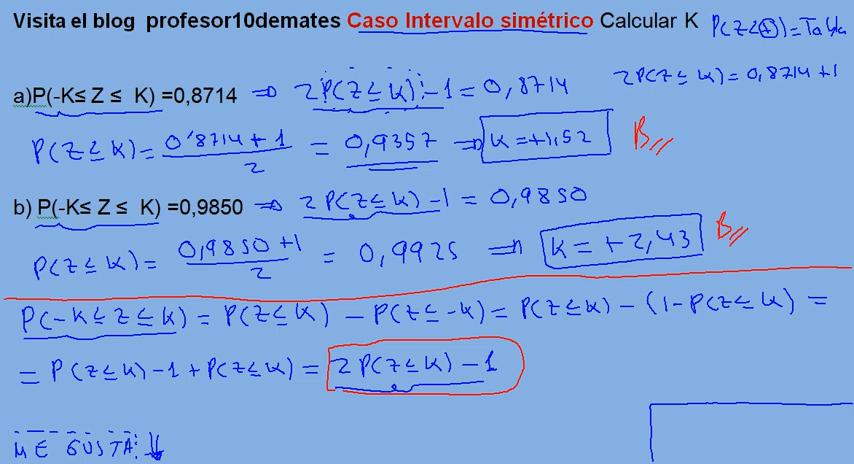 Visita el blog profesor10demates Caso Intervalo simétrico Calcular K P(Z<⊕)=Tabla
a)P(-K≤ Z ≤ K) =0,8714 ⇒ 2P(Z≤K)-1=0,8714 2P(Z≤K)=0,8714+1
P(Z≤K)= 0'8714+1 / 2 = 0,9357 ⇒ K=+1,52 B//
b) P(-K≤ Z ≤ K) =0,9850 ⇒ 2P(Z≤K)-1=0,9850
P(Z≤K)= 0,9850+1 / 2 = 0,9925 ⇒ K=+2,43 B//
P(-K≤Z≤K)= P(Z≤K) - P(Z≤-K)= P(Z≤K) - (1-P(Z≤K)=
= P(Z≤K)-1+P(Z≤K)= 2P(Z≤K)-1
ME GUSTA: ↓